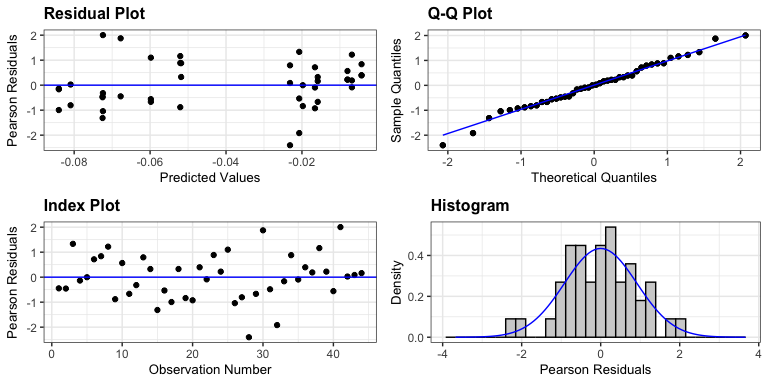 Residual Plot
Pearson Residuals
2
1
0
-1
-2
-0.08 -0.06 -0.04 -0.02
Predicted Values
Q-Q Plot
Sample Quantiles
2
1
0
-1
-2
-2 -1 0 1 2
Theoretical Quantiles
Index Plot
Pearson Residuals
2
1
0
-1
-2
0 10 20 30 40
Observation Number
Histogram
Density
0.4
0.2
0.0
-4 -2 0 2 4
Pearson Residuals